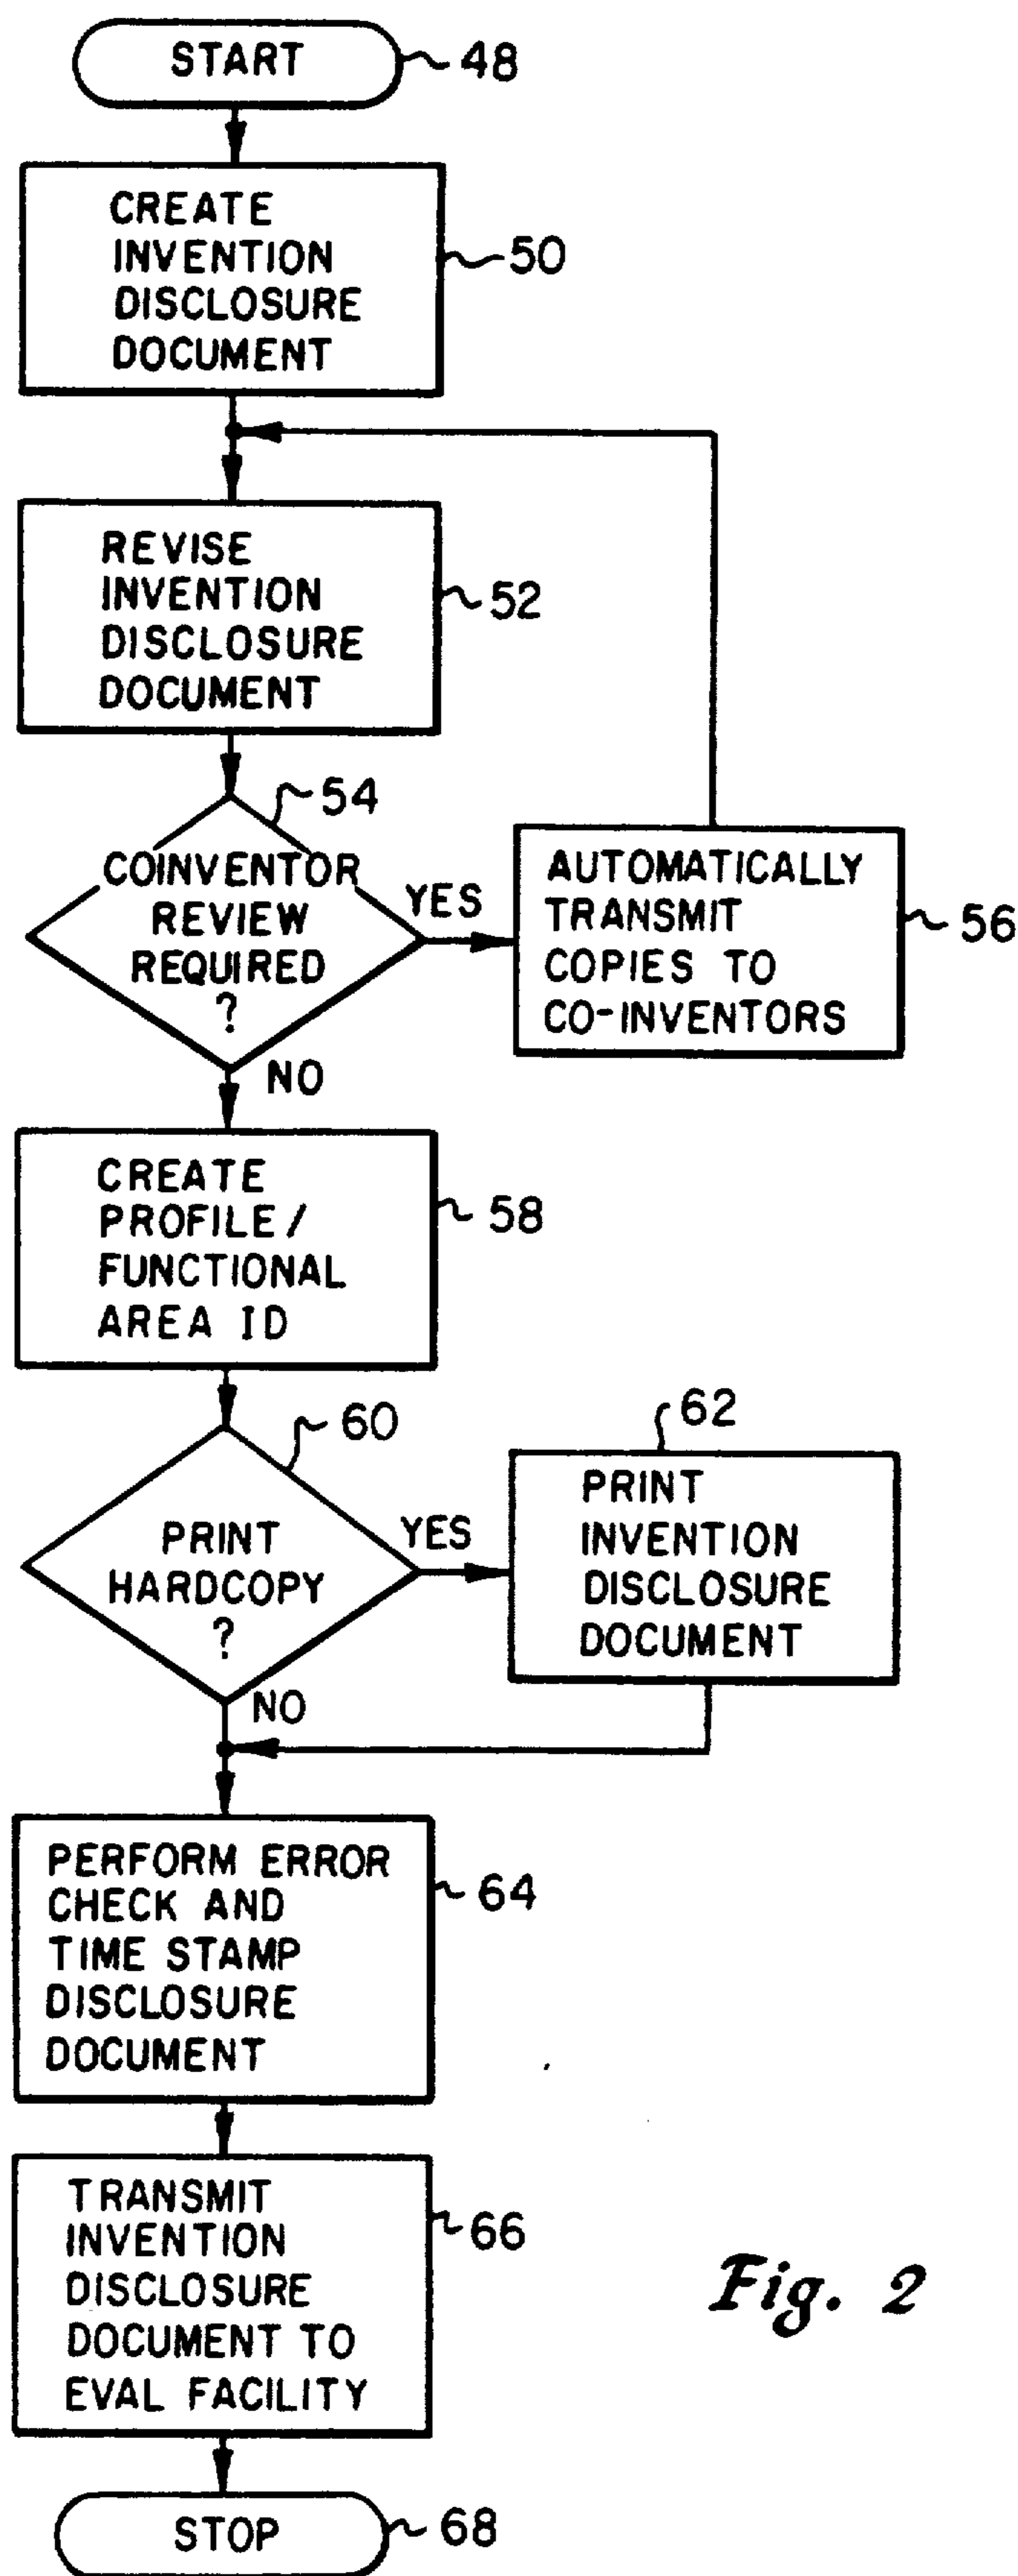 START
48
CREATE
INVENTION
DISCLOSURE
DOCUMENT
50
REVISE
INVENTION
DISCLOSURE
DOCUMENT
52
54
COINVENTOR
REVIEW
REQUIRED
?
YES
NO
AUTOMATICALLY
TRANSMIT
COPIES TO
CO-INVENTORS
56
CREATE
PROFILE/
FUNCTIONAL
AREA ID
58
60
PRINT
HARDCOPY
?
YES
NO
62
PRINT
INVENTION
DISCLOSURE
DOCUMENT
PERFORM ERROR
CHECK AND
TIME STAMP
DISCLOSURE
DOCUMENT
64
TRANSMIT
INVENTION
DISCLOSURE
DOCUMENT TO
EVAL FACILITY
66
Fig. 2
STOP
68